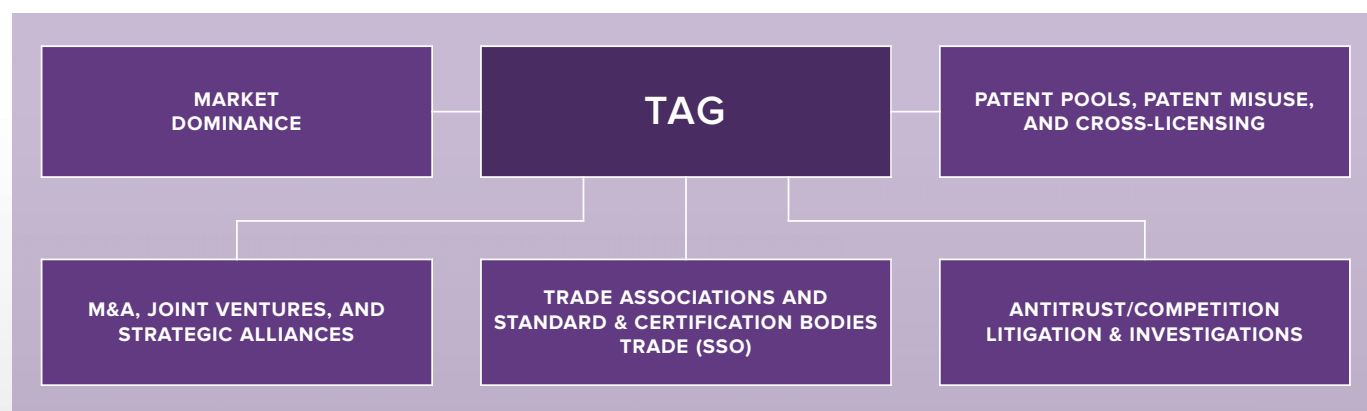 MARKET
DOMINANCE
TAG
PATENT POOLS, PATENT MISUSE,
AND CROSS-LICENSING
M&A, JOINT VENTURES, AND
STRATEGIC ALLIANCES
TRADE ASSOCIATIONS AND
STANDARD & CERTIFICATION BODIES
TRADE (SSO)
ANTITRUST/COMPETITION
LITIGATION & INVESTIGATIONS